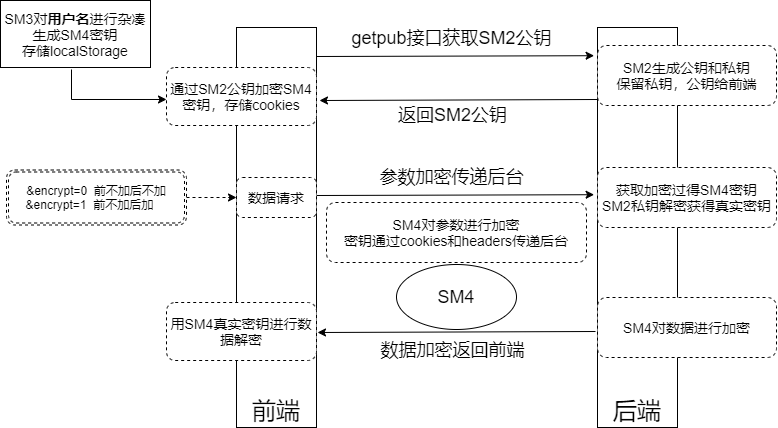 SM3对用户名进行杂凑
生成SM4密钥
存储localStorage
getpub接口获取SM2公钥
通过SM2公钥加密SM4
密钥，存储cookies
SM2生成公钥和私钥
保留私钥，公钥给前端
返回SM2公钥
&encrypt=0 前不加后不加
&encrypt=1 前不加后加
数据请求
参数加密传递后台
获取加密过得SM4密钥
SM2私钥解密获得真实密钥
SM4对参数进行加密
密钥通过cookies和headers传递后台
SM4
用SM4真实密钥进行数
据解密
SM4对数据进行加密
数据加密返回前端
前端
后端